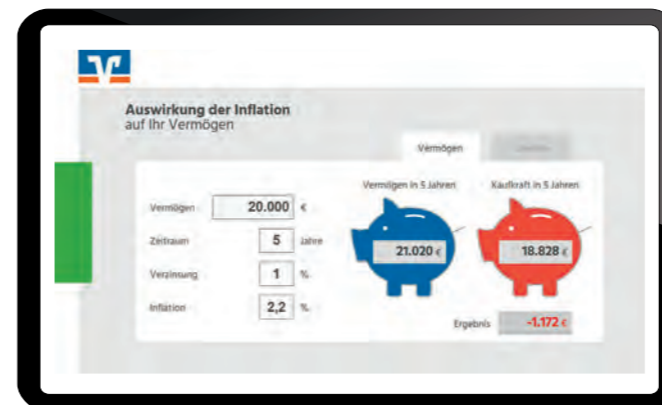 Auswirkung der Inflation
auf Ihr Vermögen
Vermögen
Vermögen in 5 Jahren
Kaufkraft in 5 Jahren
Vermögen 20.000 €
Zeitraum 5 Jahre
Verzinsung 1 %
Inflation 2,2 %
21.020 €
18.828 €
Ergebnis -1.172 €